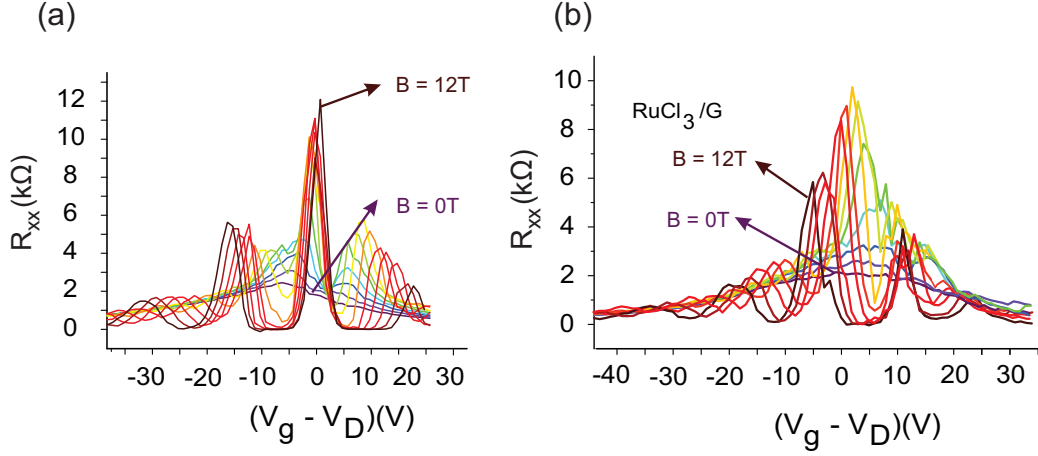 (a)
R_xx (kΩ)
12
10
8
6
4
2
0
B = 12T
B = 0T
-30 -20 -10 0 10 20 30
(V_g - V_D)(V)
(b)
R_xx (kΩ)
10
8
6
4
2
0
RuCl_3 /G
B = 12T
B = 0T
-40 -30 -20 -10 0 10 20 30
(V_g - V_D)(V)